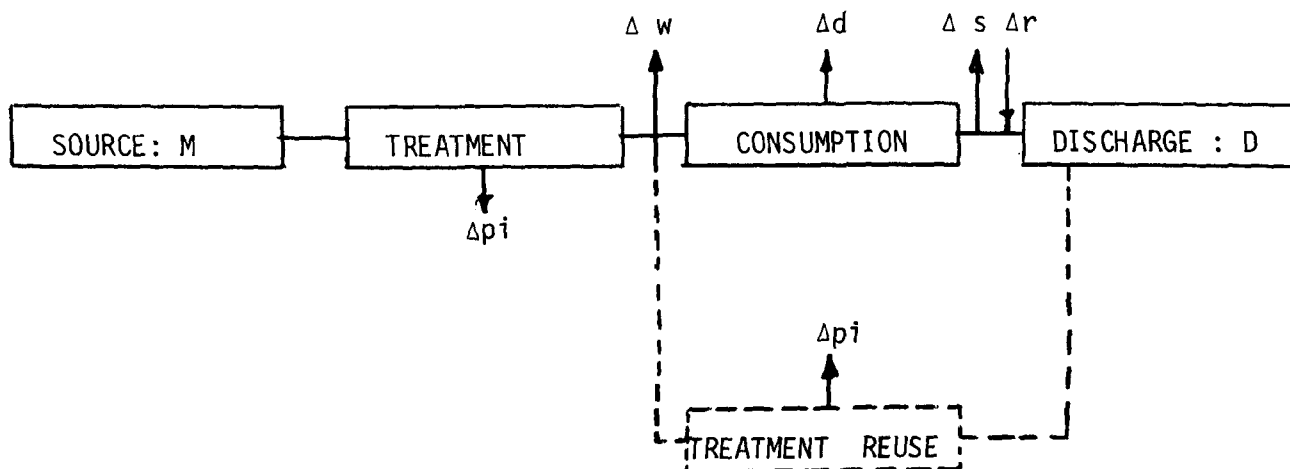 Δ w
Δd
Δ s Δr
SOURCE: M
TREATMENT
CONSUMPTION
DISCHARGE : D
Δpi
Δpi
TREATMENT REUSE